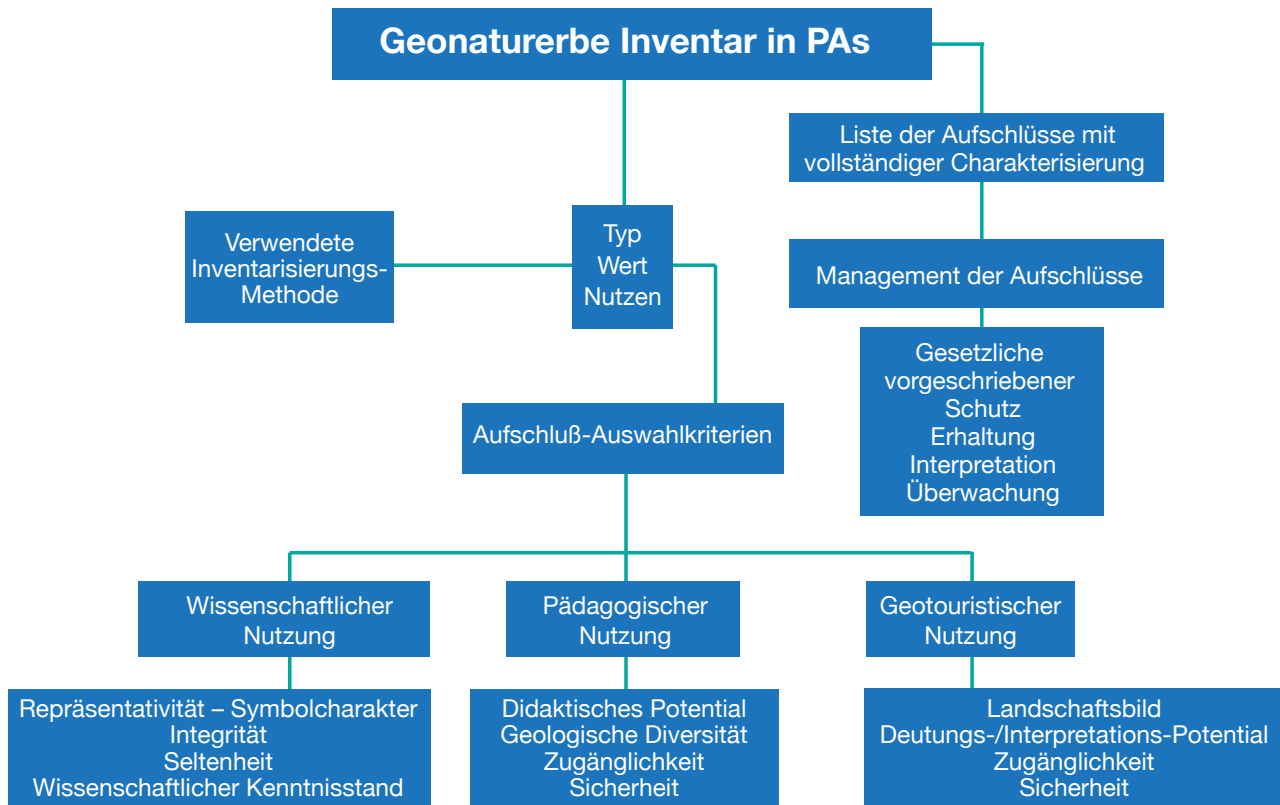 Geonaturerbe Inventar in PAs
Liste der Aufschlüsse mit
vollständiger Charakterisierung
Verwendete
Inventarisierungs-
Methode
Typ
Wert
Nutzen
Management der Aufschlüsse
Gesetzliche
vorgeschriebener
Schutz
Erhaltung
Interpretation
Überwachung
Aufschluß-Auswahlkriterien
Wissenschaftlicher
Nutzung
Pädagogischer
Nutzung
Geotouristischer
Nutzung
Repräsentativität – Symbolcharakter
Integrität
Seltenheit
Wissenschaftlicher Kenntnisstand
Didaktisches Potential
Geologische Diversität
Zugänglichkeit
Sicherheit
Landschaftsbild
Deutungs-/Interpretations-Potential
Zugänglichkeit
Sicherheit